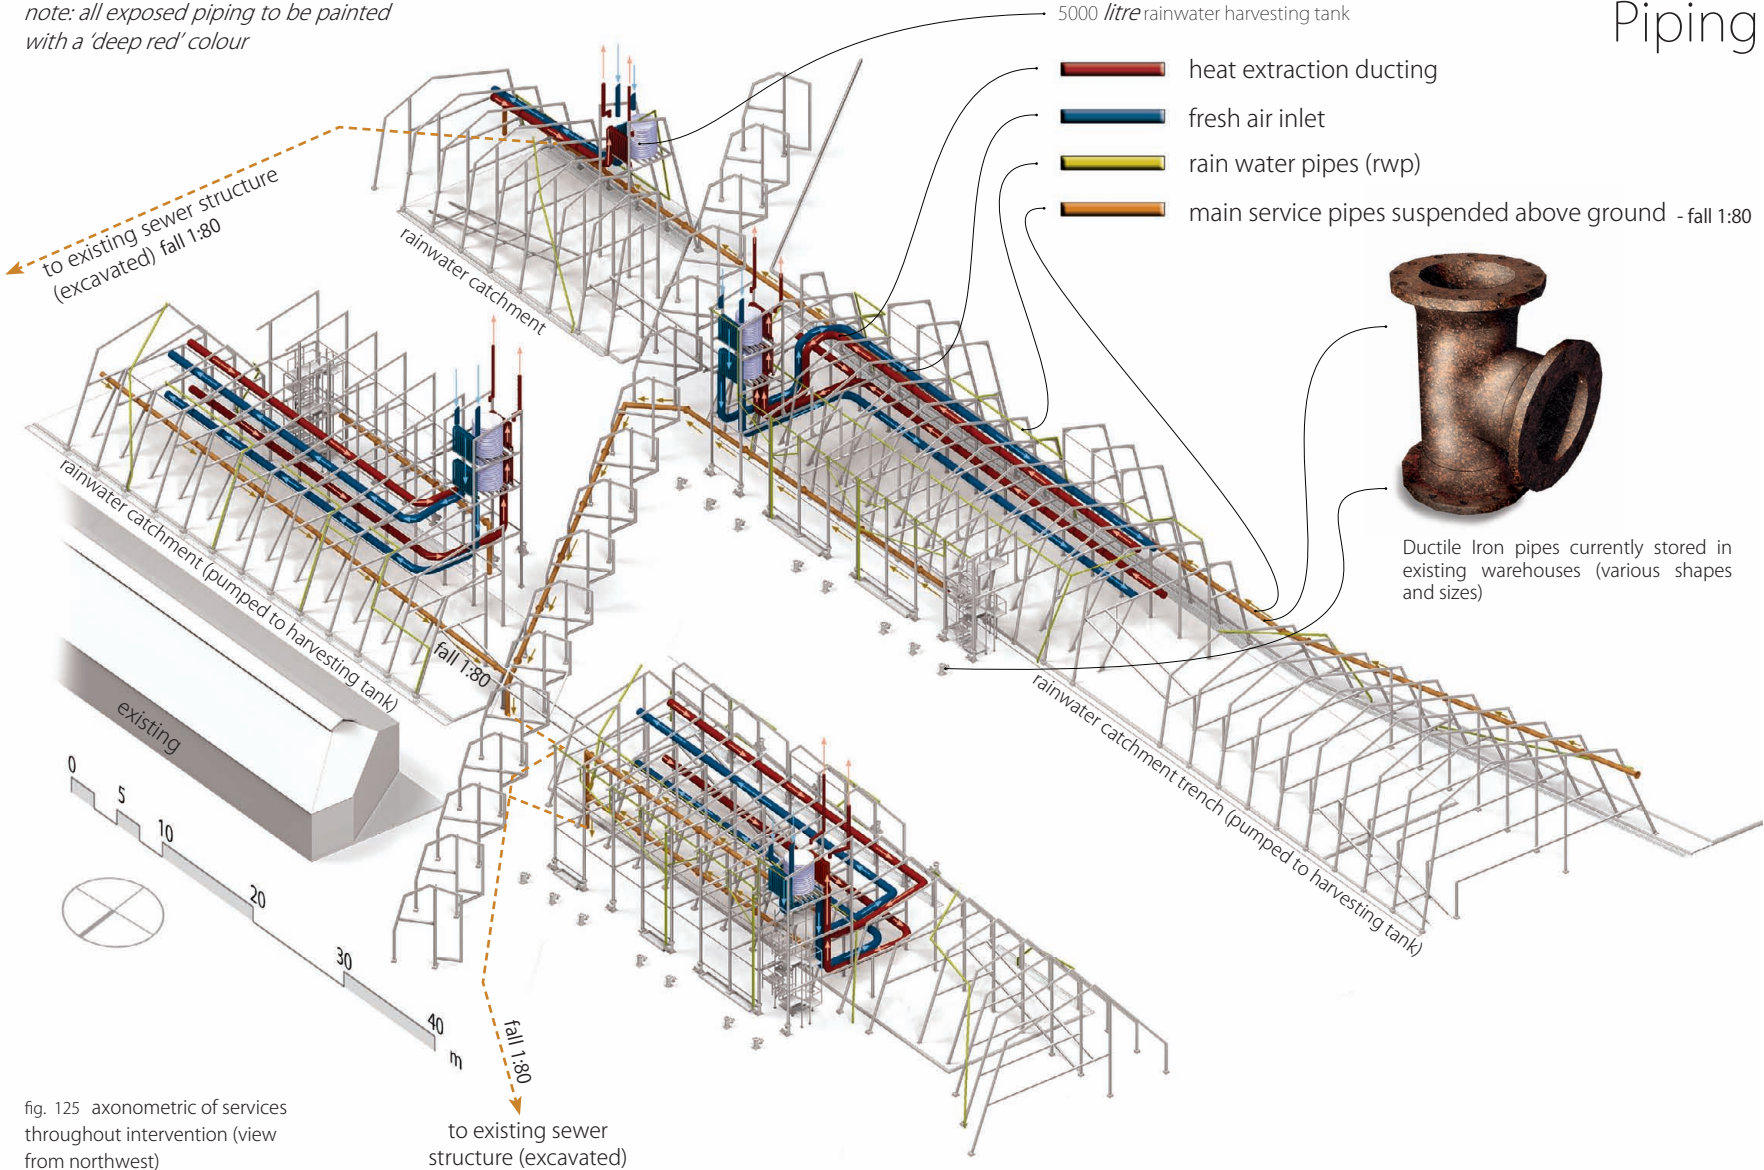 note: all exposed piping to be painted
with a 'deep red' colour
5000 litre rainwater harvesting tank
Piping
heat extraction ducting
fresh air inlet
rain water pipes (rwp)
main service pipes suspended above ground - fall 1:80
to existing sewer structure
(excavated) fall 1:80
rainwater catchment
rainwater catchment (pumped to harvesting tank)
fall 1:80
existing
Ductile Iron pipes currently stored in
existing warehouses (various shapes
and sizes)
rainwater catchment trench (pumped to harvesting tank)
0
5
10
20
30
40
m
fall 1:80
to existing sewer
structure (excavated)
fig. 125 axonometric of services
throughout intervention (view
from northwest)